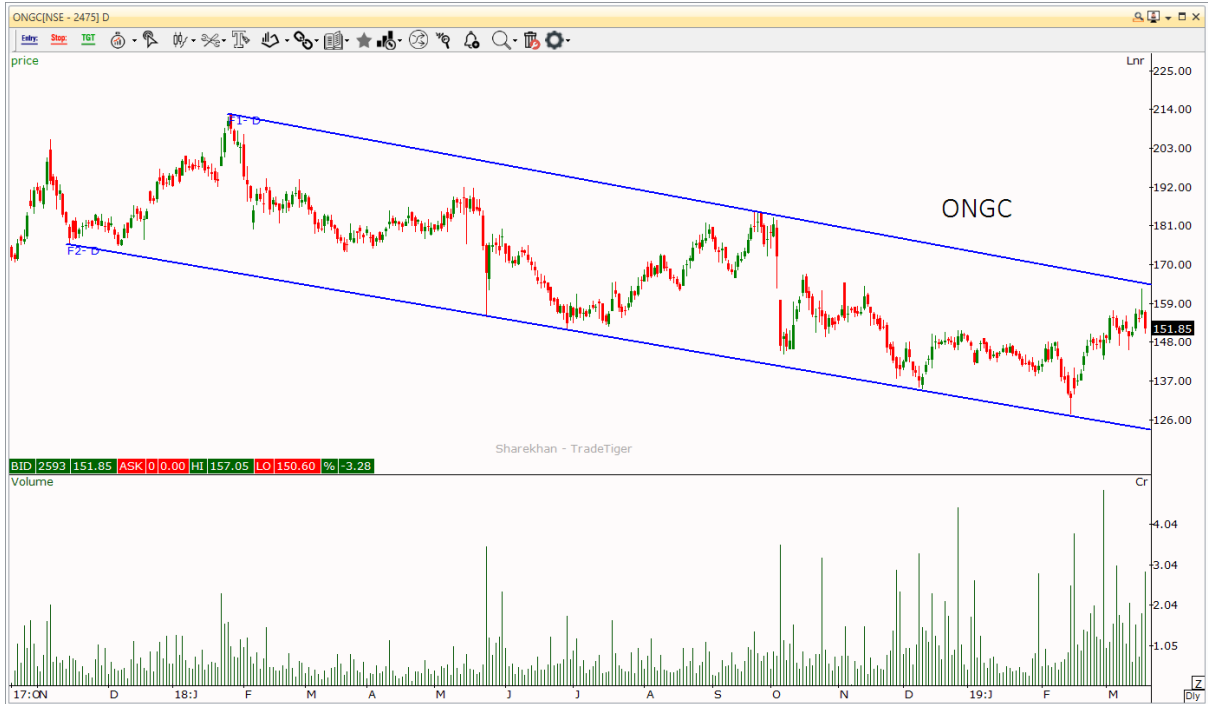 ONGC[NSE - 2475] D
Entry: Stop: TGT
price Lnr
225.00
214.00
F1- D
203.00
192.00
ONGC
181.00
F2- D
170.00
159.00
151.85
148.00
137.00
126.00
Sharekhan - TradeTiger
BID 2593 151.85 ASK 0 0.00 HI 157.05 LO 150.60 % -3.28
Volume Cr
4.04
3.04
2.04
1.05
17:ON D 18:J F M A M J J A S O N D 19:J F M
Z
Dly